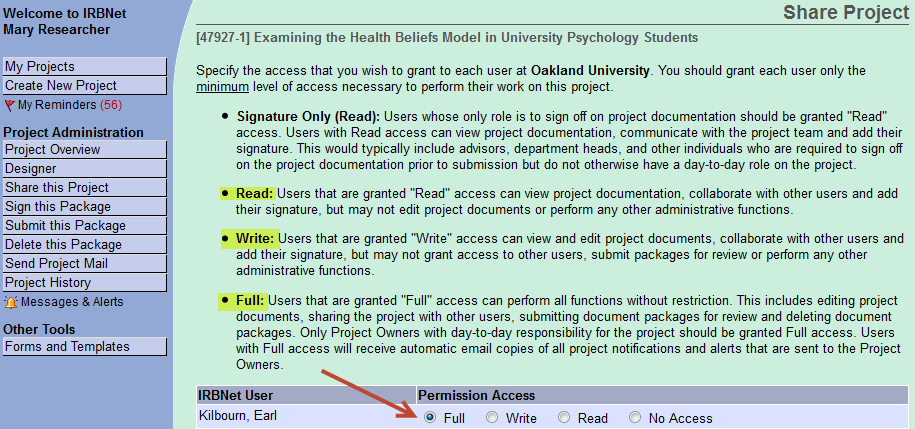 Welcome to IRBNet
Mary Researcher
My Projects
Create New Project
My Reminders (56)
Project Administration
Project Overview
Designer
Share this Project
Sign this Package
Submit this Package
Delete this Package
Send Project Mail
Project History
Messages & Alerts
Other Tools
Forms and Templates
Share Project
[47927-1] Examining the Health Beliefs Model in University Psychology Students
Specify the access that you wish to grant to each user at Oakland University. You should grant each user only the
minimum level of access necessary to perform their work on this project.
• Signature Only (Read): Users whose only role is to sign off on project documentation should be granted "Read"
access. Users with Read access can view project documentation, communicate with the project team and add their
signature. This would typically include advisors, department heads, and other individuals who are required to sign off
on the project documentation prior to submission but do not otherwise have a day-to-day role on the project.
• Read: Users that are granted "Read" access can view project documentation, collaborate with other users and add
their signature, but may not edit project documents or perform any other administrative functions.
• Write: Users that are granted "Write" access can view and edit project documents, collaborate with other users and
add their signature, but may not grant access to other users, submit packages for review or perform any other
administrative functions.
• Full: Users that are granted "Full" access can perform all functions without restriction. This includes editing project
documents, sharing the project with other users, submitting document packages for review and deleting document
packages. Only Project Owners with day-to-day responsibility for the project should be granted Full access. Users
with Full access will receive automatic email copies of all project notifications and alerts that are sent to the Project
Owners.
IRBNet User Permission Access
Kilbourn, Earl Full Write Read No Access